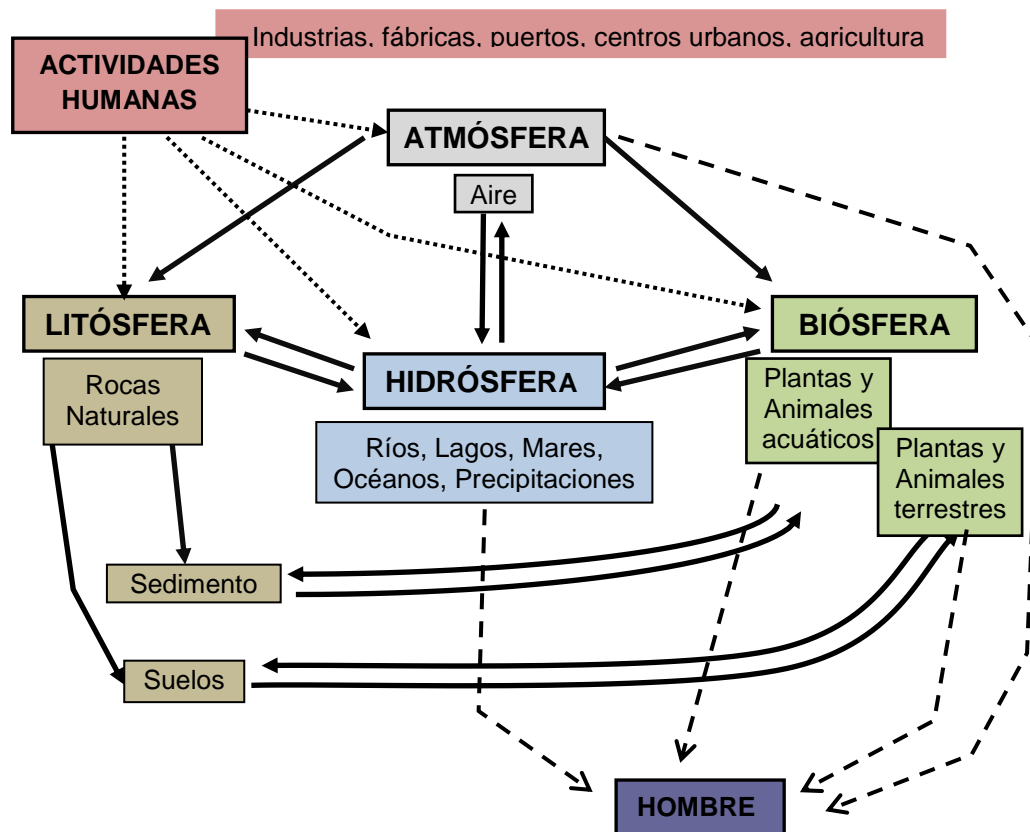 Industrias, fábricas, puertos, centros urbanos, agricultura
ACTIVIDADES
HUMANAS
ATMÓSFERA
Aire
LITÓSFERA
BIÓSFERA
HIDRÓSFERA
Rocas
Naturales
Plantas y
Animales
acuáticos
Ríos, Lagos, Mares,
Océanos, Precipitaciones
Plantas y
Animales
terrestres
Sedimento
Suelos
HOMBRE